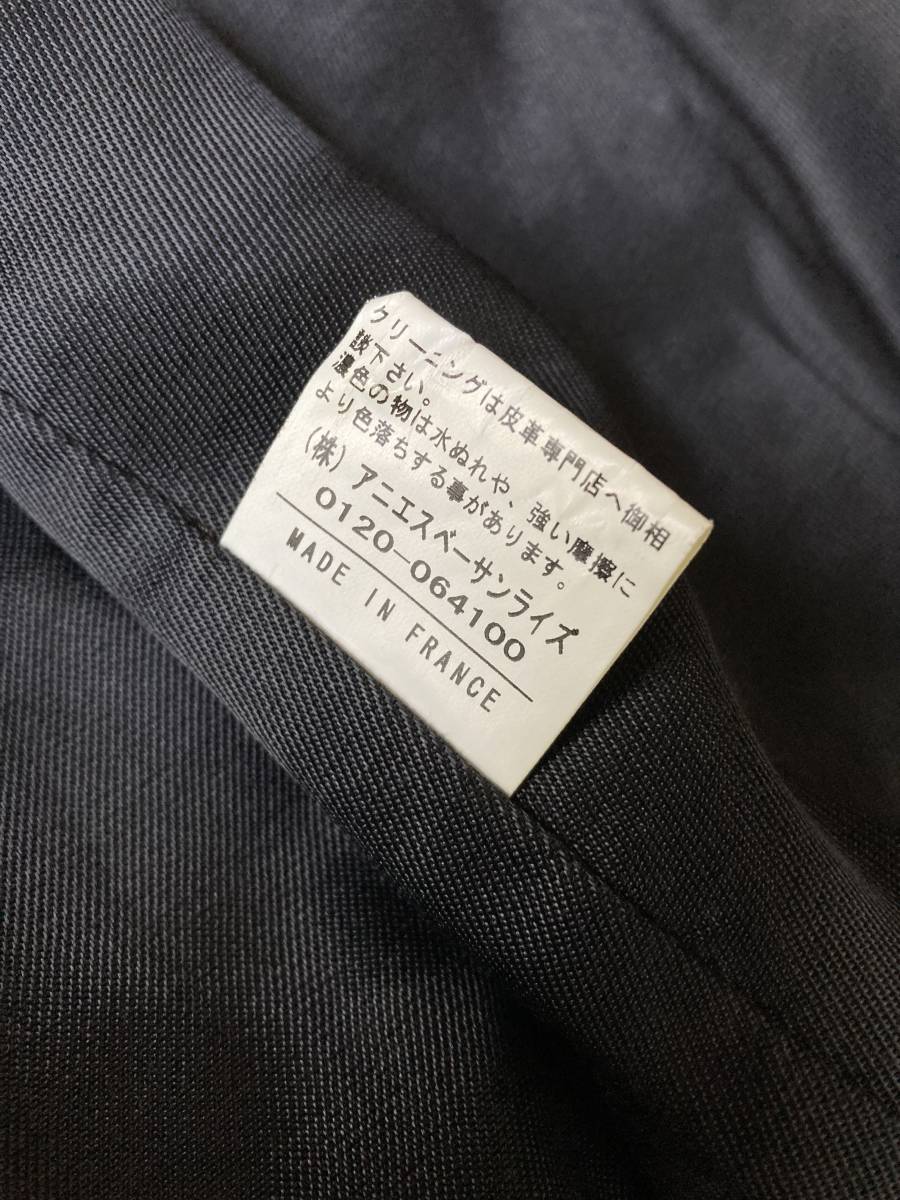 クリーニングは皮革専門店へ御相
談下さい。
濃色の物は水ぬれや、強い摩擦に
より色落ちする事があります。
(株)アニエスベーサンライズ
0120-064100
MADE IN FRANCE